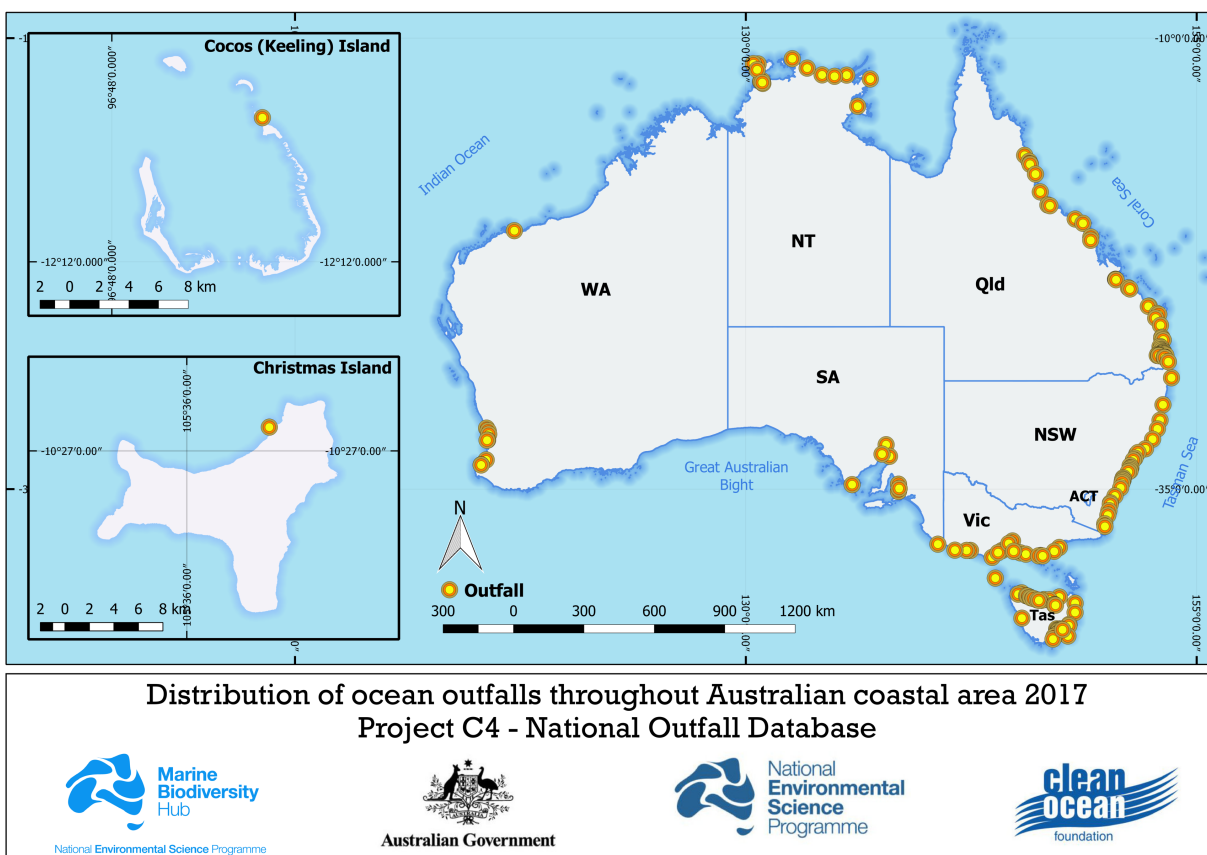 Cocos (Keeling) Island
96°48'0.000"
-12°12'0.000"
-12°12'0.000"
96°48'0.000"
2 0 2 4 6 8 km
Christmas Island
105°36'0.00"
-10°27'0.00"
-10°27'0.00"
105°36'0.00"
2 0 2 4 6 8 km
130°0'0.00"
-10°0'0.00"
Indian Ocean
Coral Sea
NT
Qld
WA
SA
NSW
Great Australian
Bight
Tasman Sea
ACT
-35°0'0.00"
Vic
N
Outfall
Tas
300 0 300 600 900 1200 km
130°0'0.00"
155°0'0.00"
Distribution of ocean outfalls throughout Australian coastal area 2017
Project C4 - National Outfall Database
Marine
Biodiversity
Hub
National Environmental Science Programme
Australian Government
National
Environmental
Science
Programme
clean
ocean
foundation